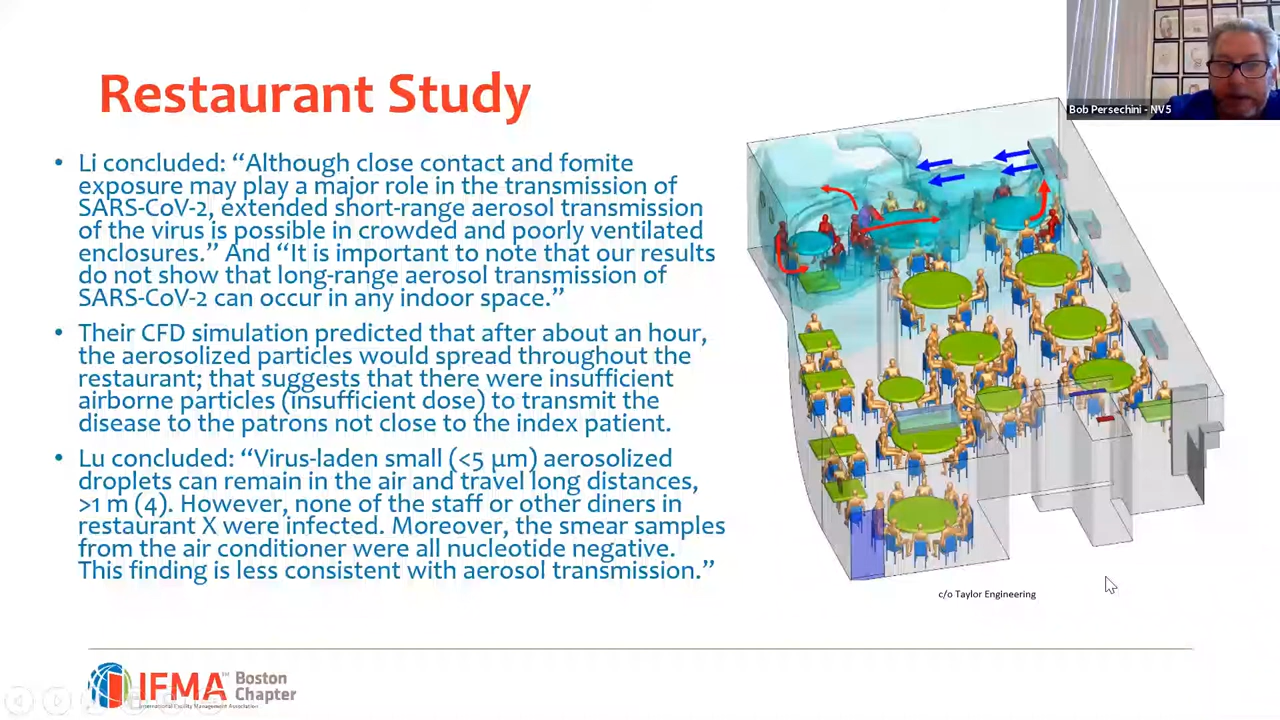 Restaurant Study
• Li concluded: “Although close contact and fomite
exposure may play a major role in the transmission of
SARS-CoV-2, extended short-range aerosol transmission
of the virus is possible in crowded and poorly ventilated
enclosures.” And “It is important to note that our results
do not show that long-range aerosol transmission of
SARS-CoV-2 can occur in any indoor space.”
• Their CFD simulation predicted that after about an hour,
the aerosolized particles would spread throughout the
restaurant; that suggests that there were insufficient
airborne particles (insufficient dose) to transmit the
disease to the patrons not close to the index patient.
• Lu concluded: “Virus-laden small (<5 μm) aerosolized
droplets can remain in the air and travel long distances,
>1 m (4). However, none of the staff or other diners in
restaurant X were infected. Moreover, the smear samples
from the air conditioner were all nucleotide negative.
This finding is less consistent with aerosol transmission.”
Bob Persechini - NV5
c/o Taylor Engineering
IFMA™
Boston
Chapter
International Facility Management Association